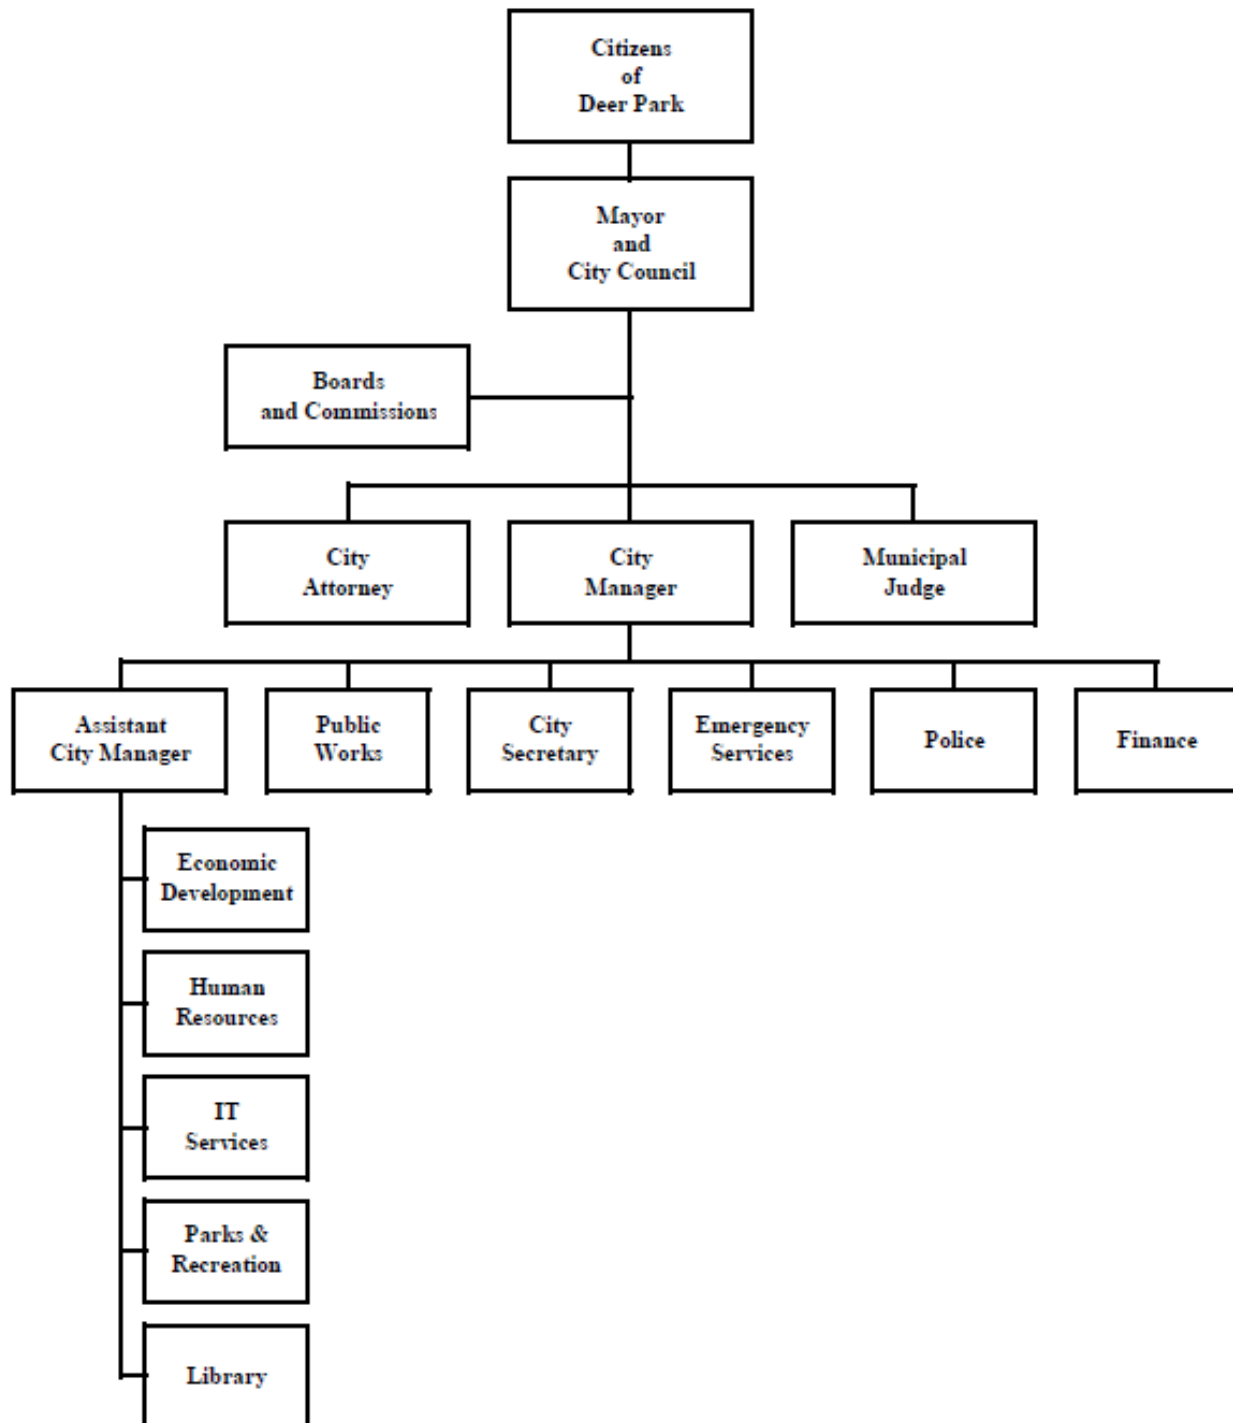 Citizens
of
Deer Park
Mayor
and
City Council
Boards
and Commissions
City
Attorney
City
Manager
Municipal
Judge
Assistant
City Manager
Public
Works
City
Secretary
Emergency
Services
Police
Finance
Economic
Development
Human
Resources
IT
Services
Parks &
Recreation
Library